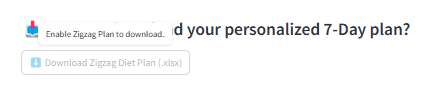 d your personalized 7-Day plan?
Enable Zigzag Plan to download.
Download Zigzag Diet Plan (.xlsx)